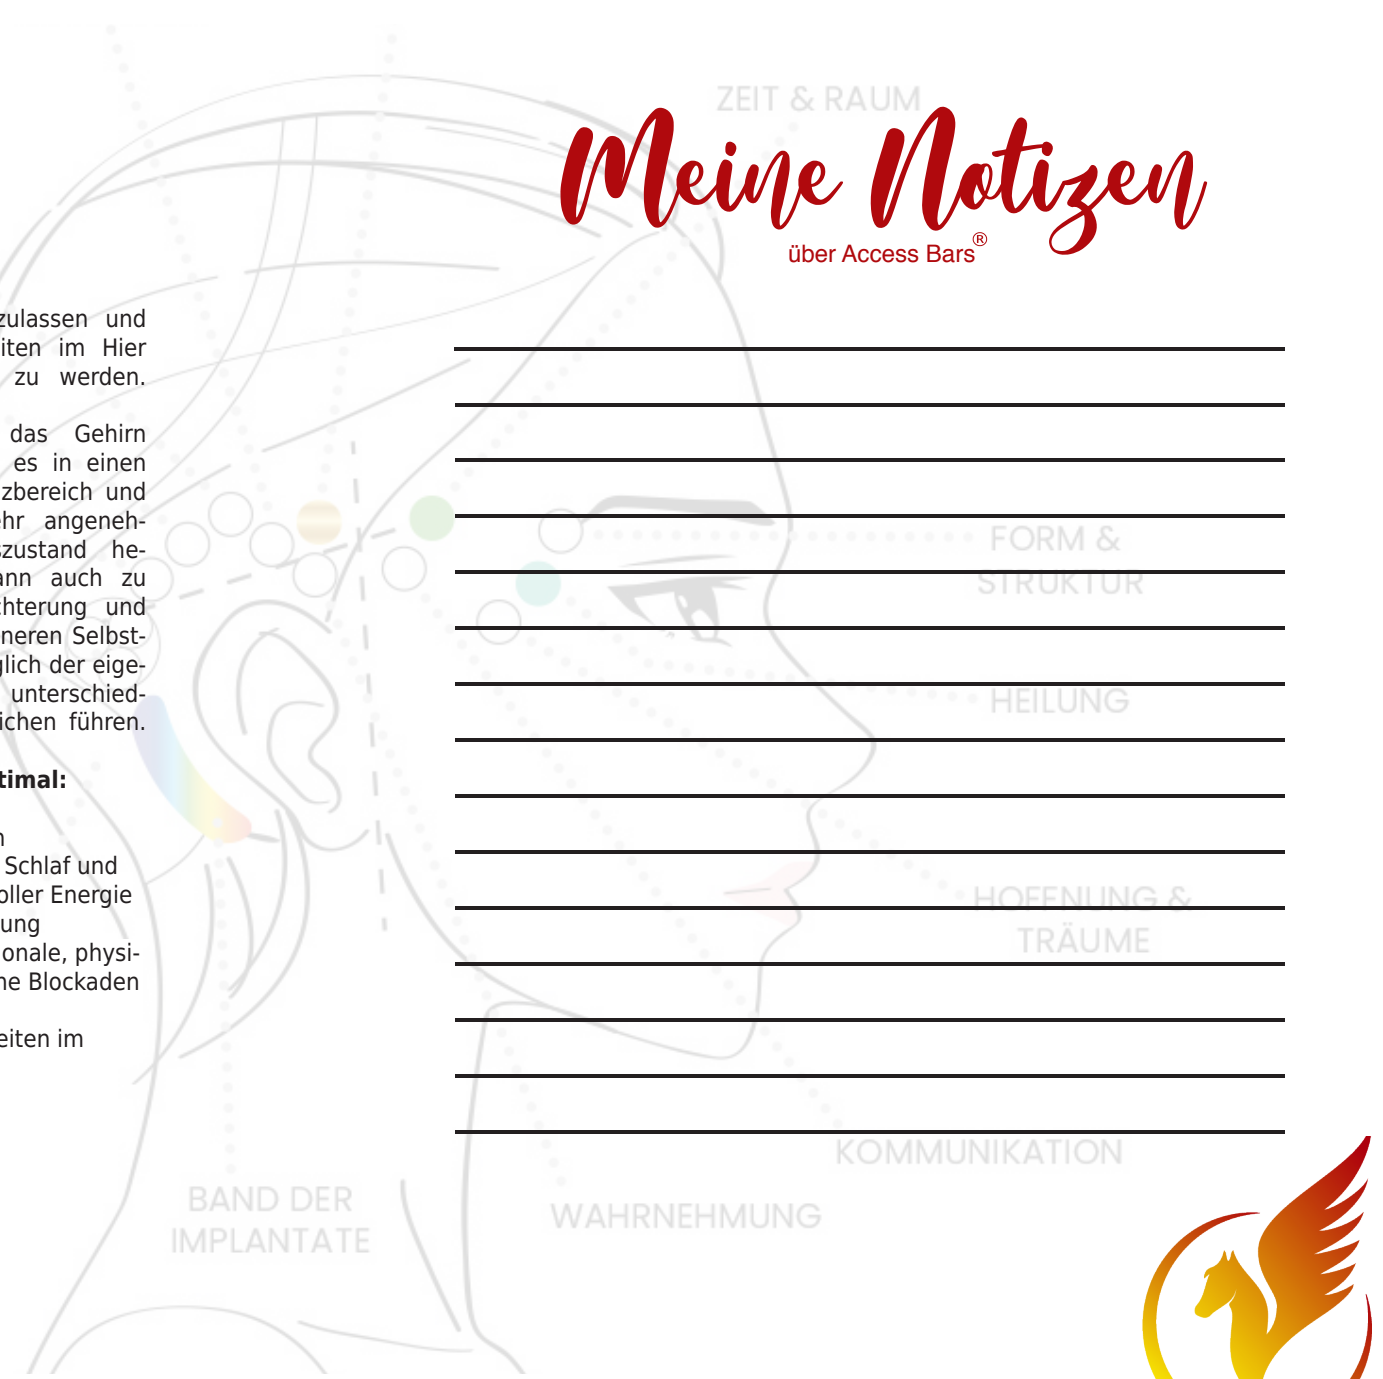 zulassen und
iten im Hier
zu werden.
das Gehirn
es in einen
zbereich und
ehr angeneh-
szustand he-
ann auch zu
chterung und
neren Selbst-
glich der eige-
unterschied-
ichen führen.
timal:
n
Schlaf und
oller Energie
ung
onale, physi-
he Blockaden
eiten im
ZEIT & RAUM
Meine Notizen
über Access Bars®
FORM &
STRUKTUR
HEILUNG
HOFFNUNG &
TRÄUME
KOMMUNIKATION
WAHRNEHMUNG
BAND DER
IMPLANTATE